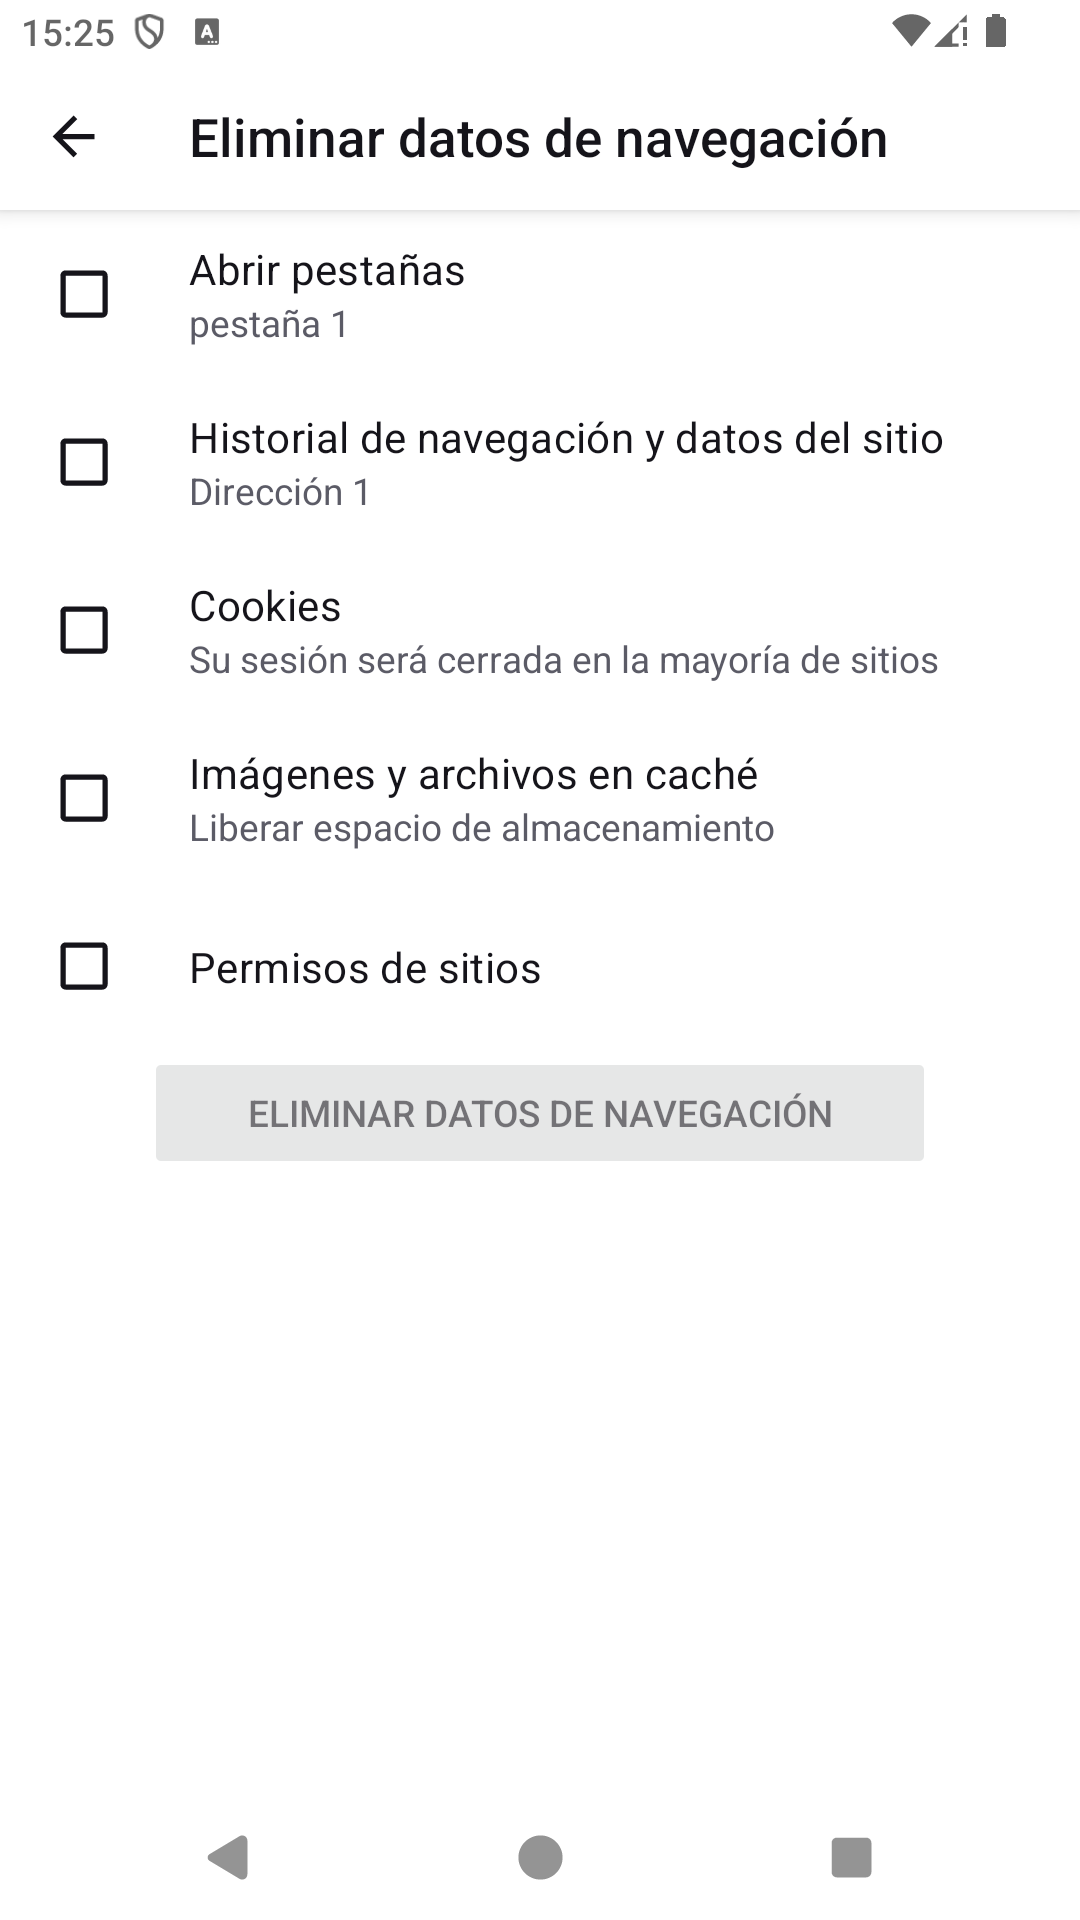 15:25
Eliminar datos de navegación
Abrir pestañas
pestaña 1
Historial de navegación y datos del sitio
Dirección 1
Cookies
Su sesión será cerrada en la mayoría de sitios
Imágenes y archivos en caché
Liberar espacio de almacenamiento
Permisos de sitios
ELIMINAR DATOS DE NAVEGACIÓN